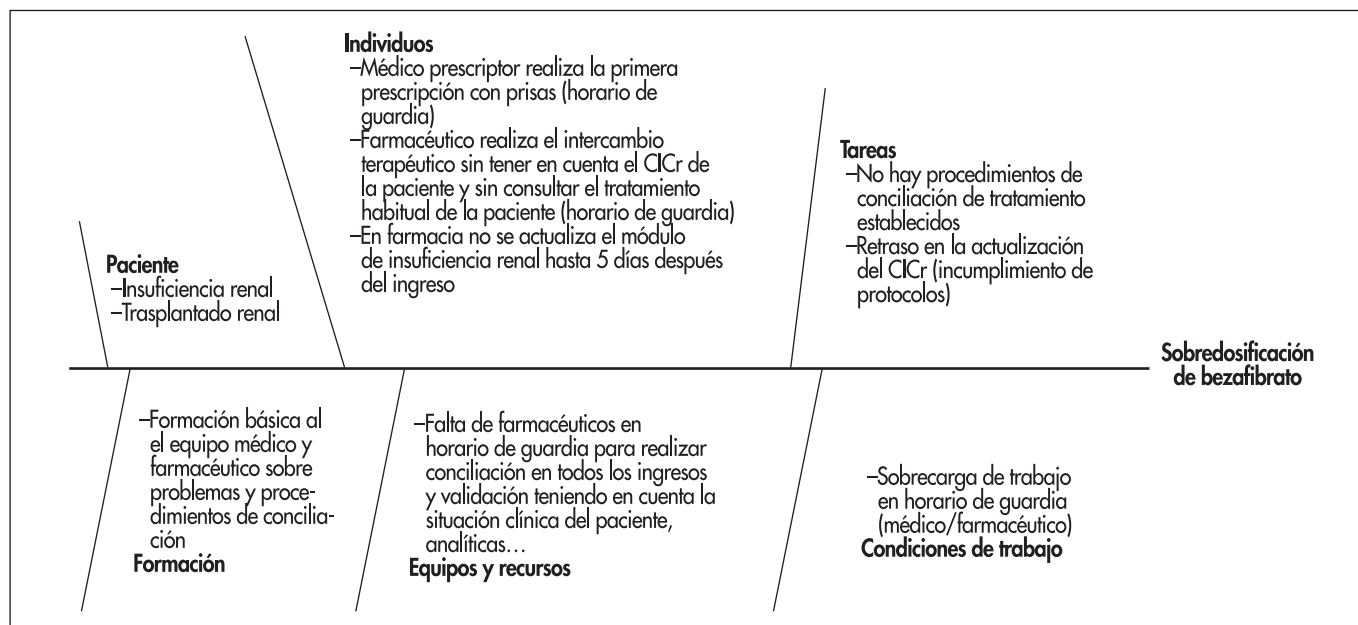 Individuos
–Médico prescriptor realiza la primera
prescripción con prisas (horario de
guardia)
–Farmacéutico realiza el intercambio
terapéutico sin tener en cuenta el ClCr de
la paciente y sin consultar el tratamiento
habitual de la paciente (horario de guardia)
–En farmacia no se actualiza el módulo
de insuficiencia renal hasta 5 días después
del ingreso
Tareas
–No hay procedimientos de
conciliación de tratamiento
establecidos
–Retraso en la actualización
del ClCr (incumplimiento de
protocolos)
Paciente
–Insuficiencia renal
–Trasplantado renal
Sobredosificación
de bezafibrato
–Formación básica al
el equipo médico y
farmacéutico sobre
problemas y proce-
dimientos de concilia-
ción
Formación
–Falta de farmacéuticos en
horario de guardia para realizar
conciliación en todos los ingresos
y validación teniendo en cuenta la
situación clínica del paciente,
analíticas…
Equipos y recursos
–Sobrecarga de trabajo
en horario de guardia
(médico/farmacéutico)
Condiciones de trabajo